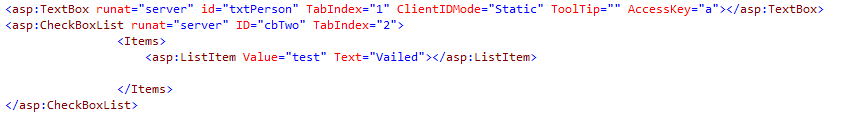 <asp:TextBox runat="server" id="txtPerson" TabIndex="1" ClientIDMode="Static" ToolTip="" AccessKey="a"></asp:TextBox>
<asp:CheckBoxList runat="server" ID="cbTwo" TabIndex="2">
<Items>
<asp:ListItem Value="test" Text="Vailed"></asp:ListItem>
</Items>
</asp:CheckBoxList>